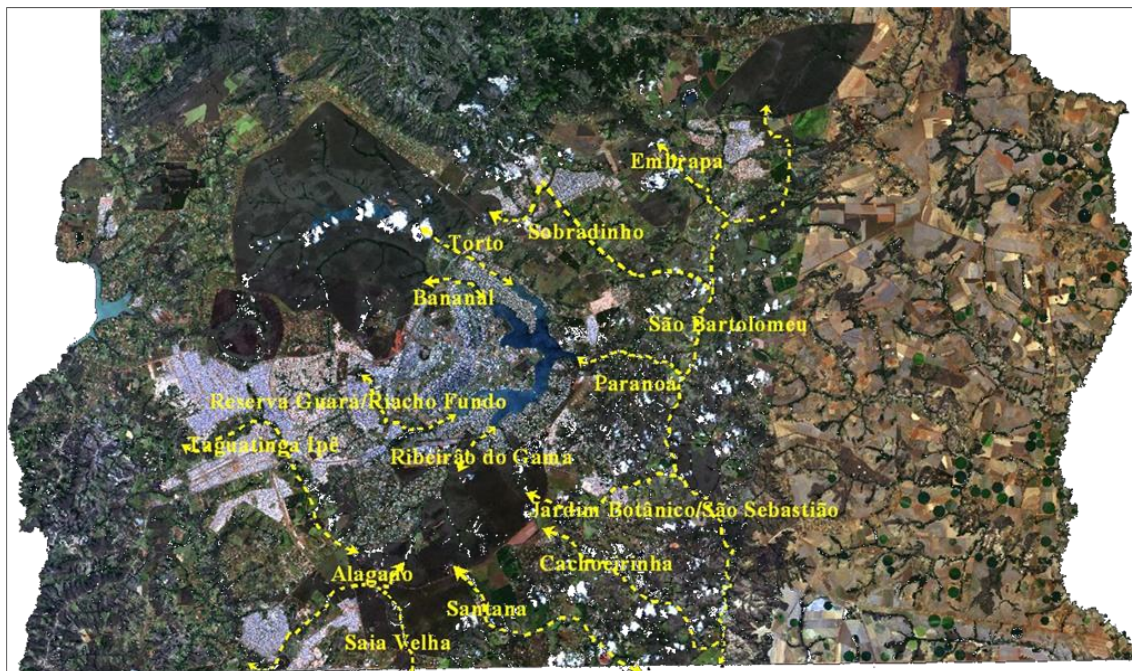 Embrapa
Sobradinho
Torto
Bananal
São Bartolomeu
Paranoá
Reserva Guará/Riacho Fundo
Taguatinga Ipê
Ribeirão do Gama
Jardim Botânico/São Sebastião
Cachoeirinha
Alagado
Santana
Saia Velha